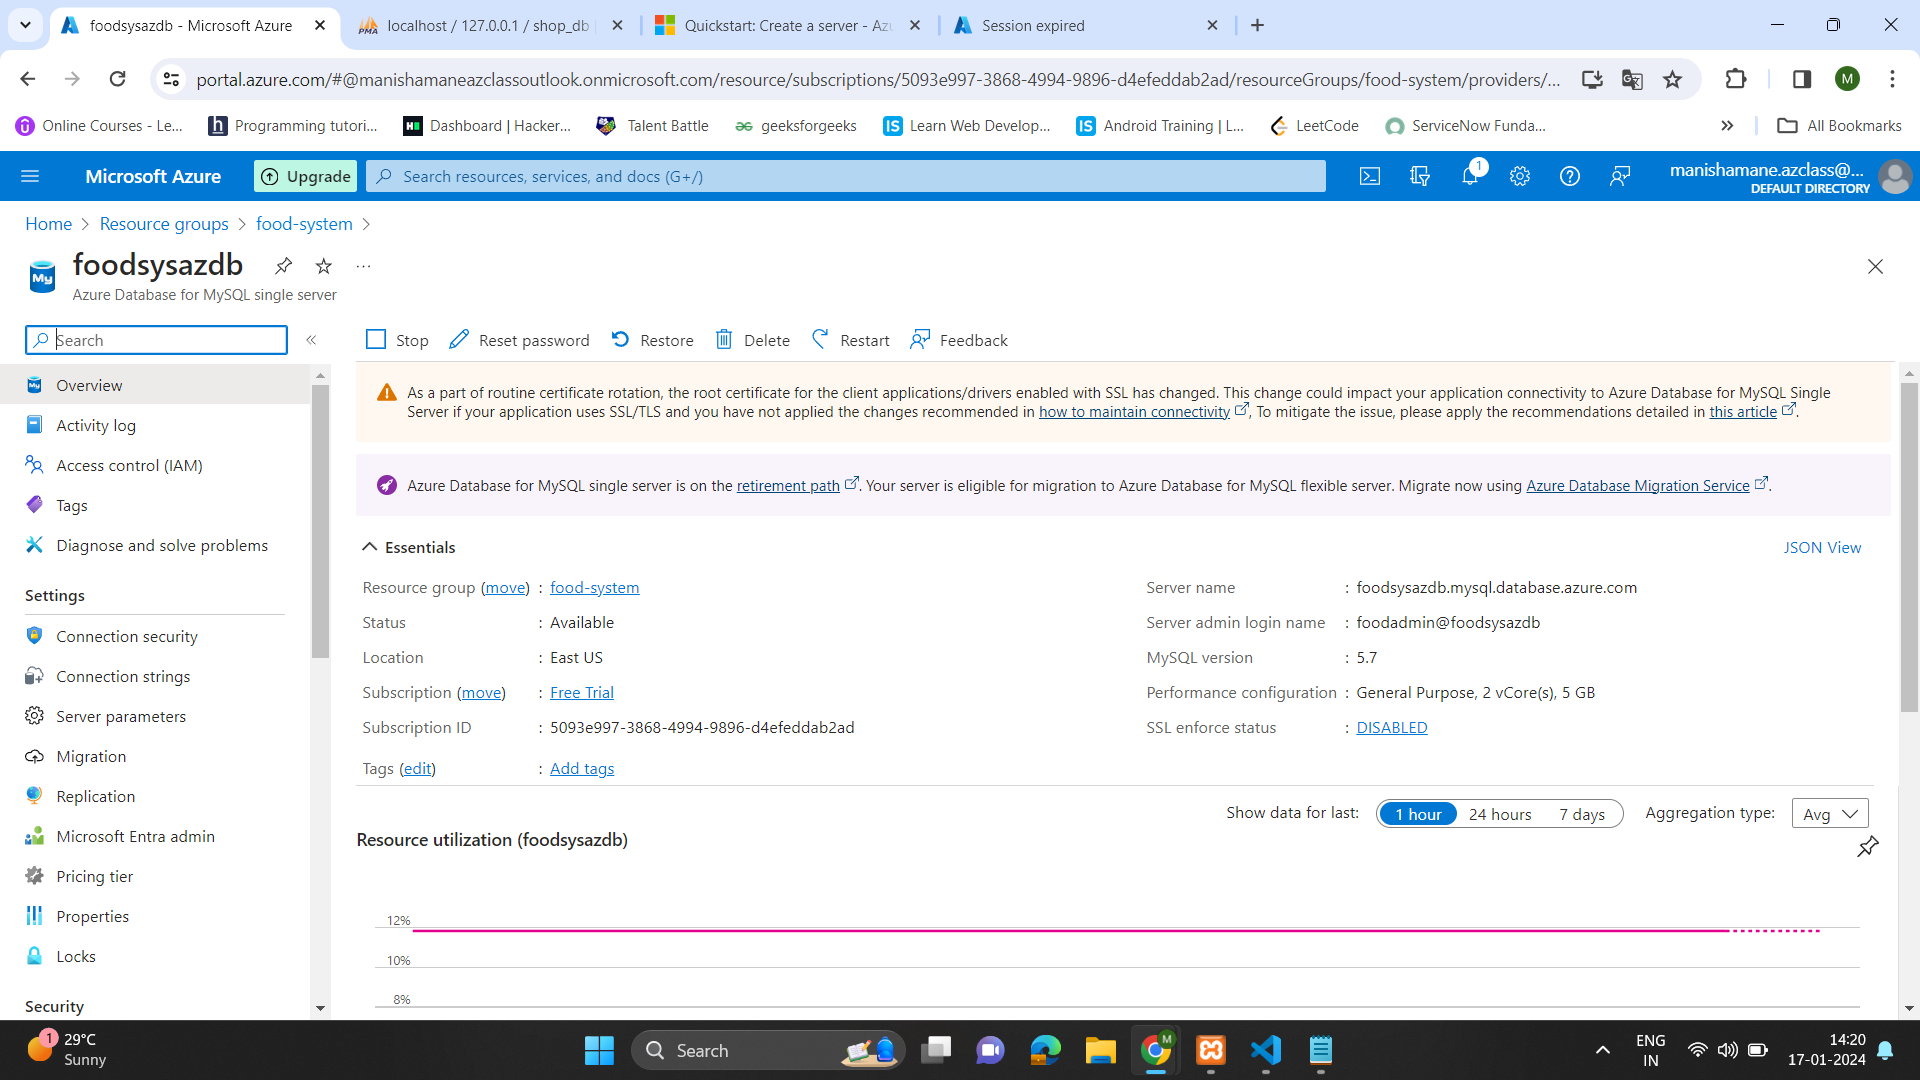 foodsysazdb - Microsoft Azure
localhost / 127.0.0.1 / shop_db
Quickstart: Create a server - Azu
Session expired
portal.azure.com/#@manishamaneazclassoutlook.onmicrosoft.com/resource/subscriptions/5093e997-3868-4994-9896-d4efeddab2ad/resourceGroups/food-system/providers/...
M
Online Courses - Le...
Programming tutori...
Dashboard | Hacker...
Talent Battle
geeksforgeeks
Learn Web Develop...
Android Training | L...
LeetCode
ServiceNow Funda...
All Bookmarks
Microsoft Azure
Upgrade
Search resources, services, and docs (G+/)
1
manishamane.azclass@...
DEFAULT DIRECTORY
Home
Resource groups
food-system
foodsysazdb
Azure Database for MySQL single server
Search
Stop
Reset password
Restore
Delete
Restart
Feedback
Overview
Activity log
Access control (IAM)
Tags
Diagnose and solve problems
Settings
Connection security
Connection strings
Server parameters
Migration
Replication
Microsoft Entra admin
Pricing tier
Properties
Locks
Security
As a part of routine certificate rotation, the root certificate for the client applications/drivers enabled with SSL has changed. This change could impact your application connectivity to Azure Database for MySQL Single
Server if your application uses SSL/TLS and you have not applied the changes recommended in how to maintain connectivity , To mitigate the issue, please apply the recommendations detailed in this article .
Azure Database for MySQL single server is on the retirement path . Your server is eligible for migration to Azure Database for MySQL flexible server. Migrate now using Azure Database Migration Service .
Essentials
JSON View
Resource group (move) : food-system
Status : Available
Location : East US
Subscription (move) : Free Trial
Subscription ID : 5093e997-3868-4994-9896-d4efeddab2ad
Tags (edit) : Add tags
Server name : foodsysazdb.mysql.database.azure.com
Server admin login name : foodadmin@foodsysazdb
MySQL version : 5.7
Performance configuration : General Purpose, 2 vCore(s), 5 GB
SSL enforce status : DISABLED
Show data for last: 1 hour 24 hours 7 days Aggregation type: Avg
Resource utilization (foodsysazdb)
12%
10%
8%
1
29°C
Sunny
Search
M
ENG
IN
14:20
17-01-2024